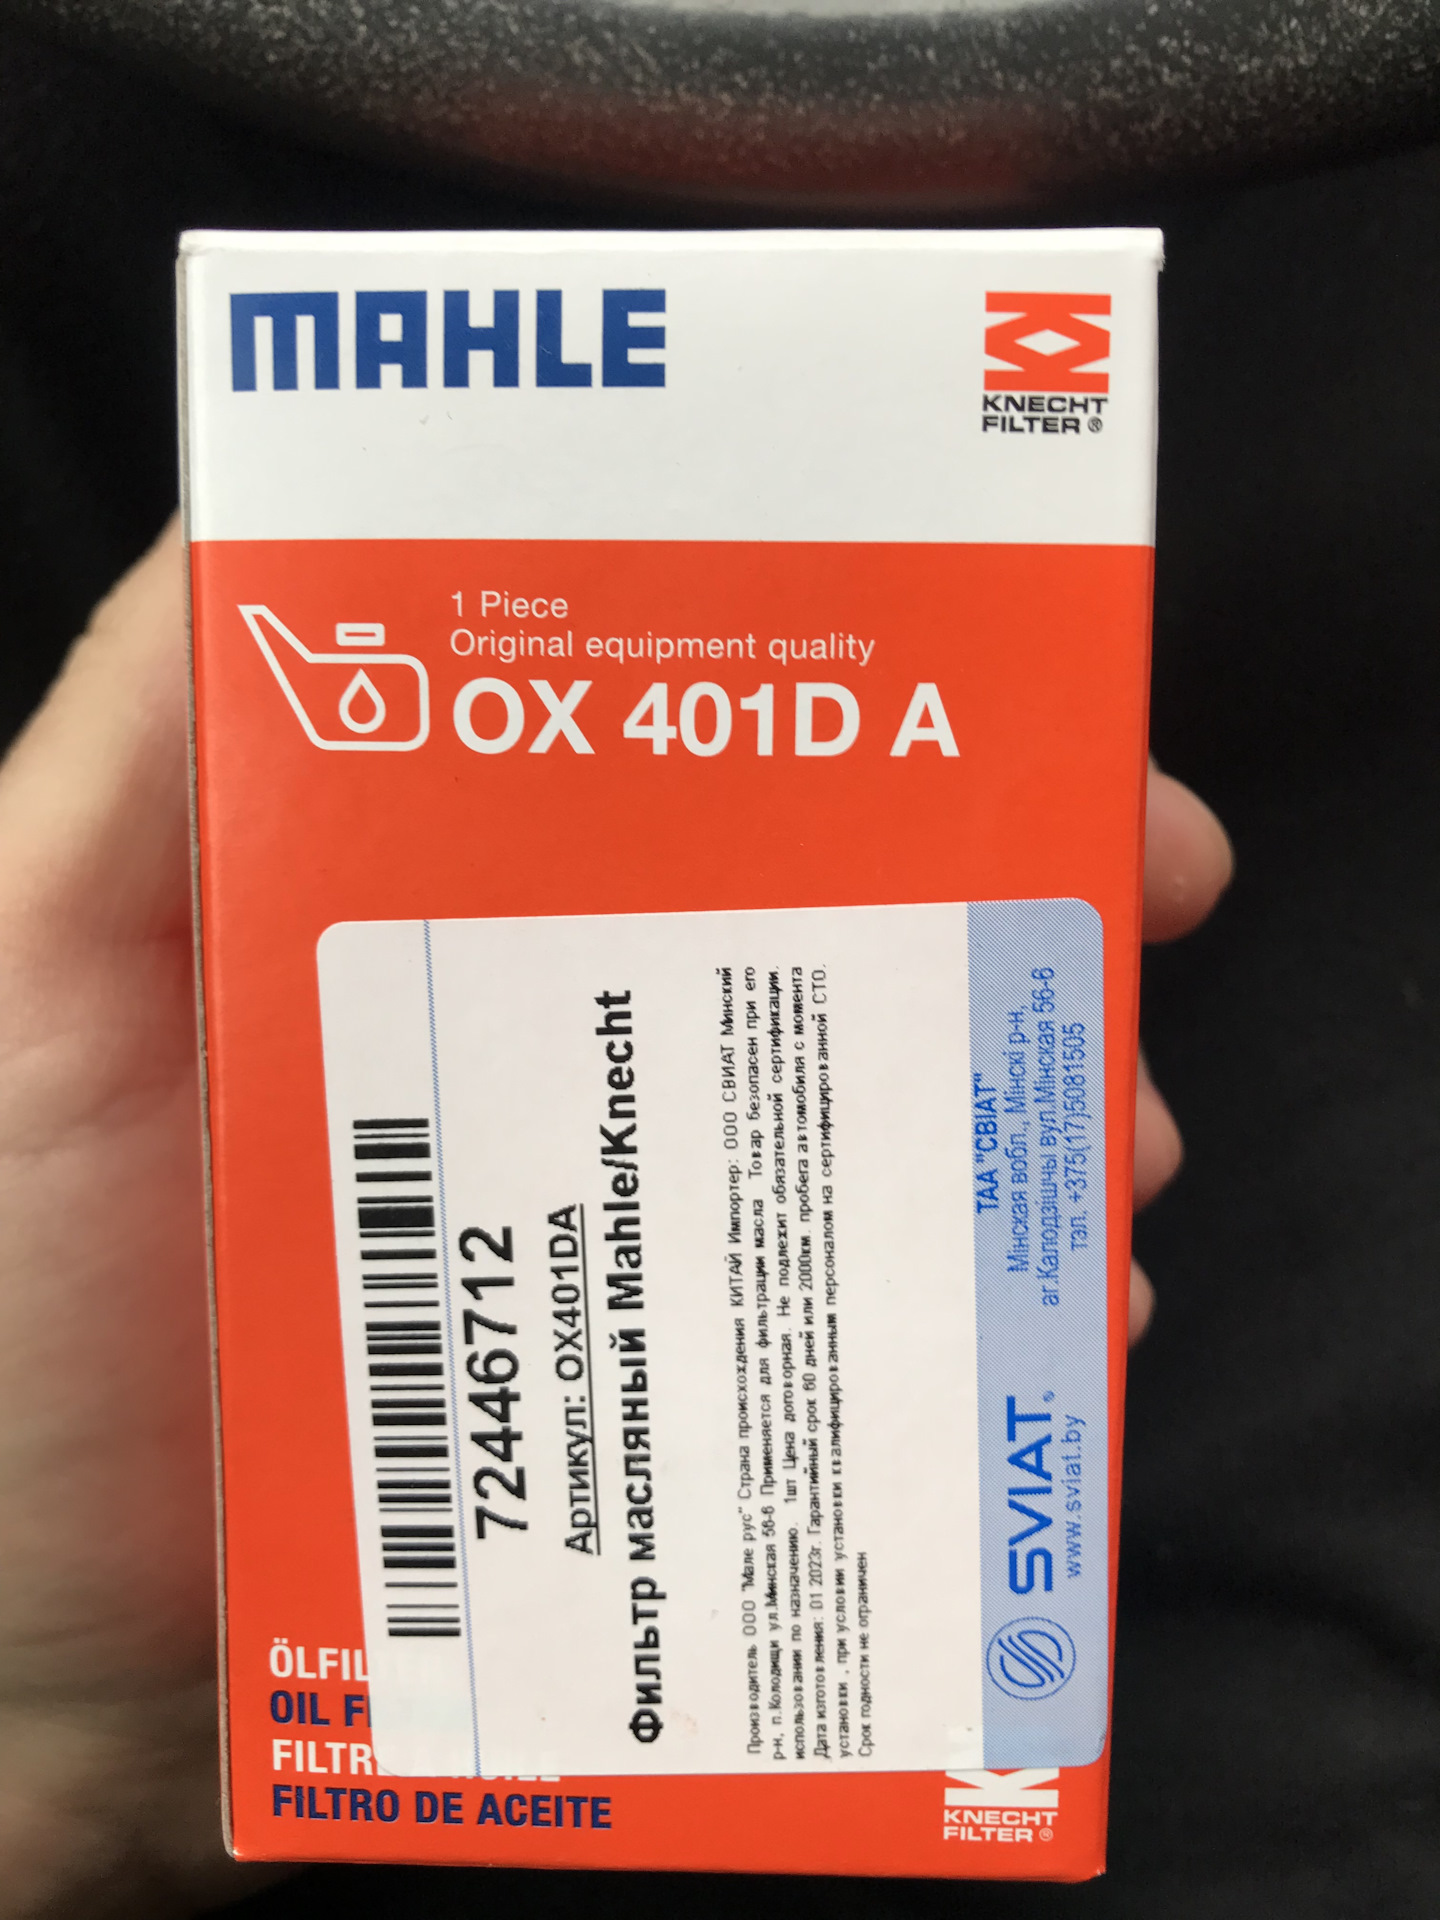 MAHLE
KNECHT
FILTER ®
1 Piece
Original equipment quality
OX 401D A
72446712
Артикул: OX401DA
Фильтр масляный Mahle/Knecht
Производитель ООО "Мале рус" Страна происхождения КИТАЙ Импортер: ООО СВИАТ Минский
р-н, п.Колодищи ул.Минская 56-6 Применяется для фильтрации масла Товар безопасен при его
использовании по назначению. 1шт Цена договорная. Не подлежит обязательной сертификации.
Дата изготовления: 01 2023г. Гарантийный срок 60 дней или 2000км. пробега автомобиля с момента
установки , при условии установки квалифицированным персоналом на сертифицированной СТО.
Срок годности не ограничен
ТАА "СВІАТ"
Мінская вобл., Мінскі р-н,
аг.Калодзішчы вул.Мінская 56-6
тэл. +375(17)5081505
SVIAT®
www.sviat.by
ÖLFIL
OIL FI
FILTR
FILTRO DE ACEITE
KNECHT
FILTER ®